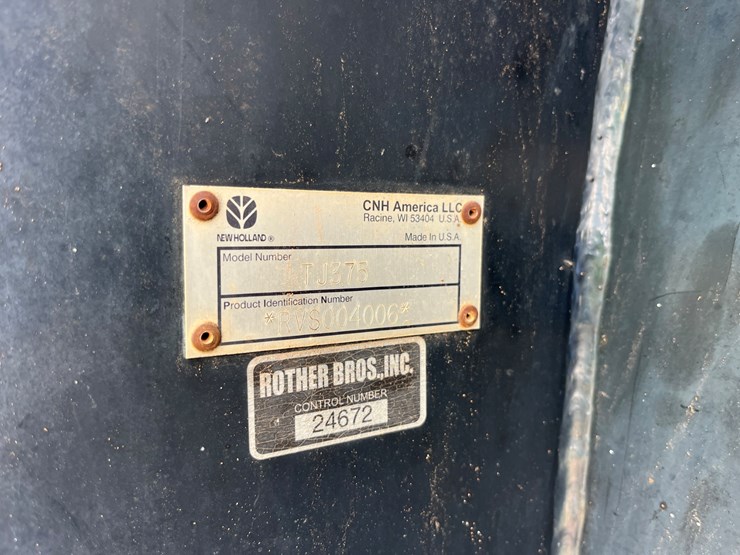 CNH America LLC
Racine, WI 53404 U.S.A.
NEW HOLLAND ®
Made In U.S.A.
Model Number
Product Identification Number
ROTHER BROS., INC.
CONTROL NUMBER
24672